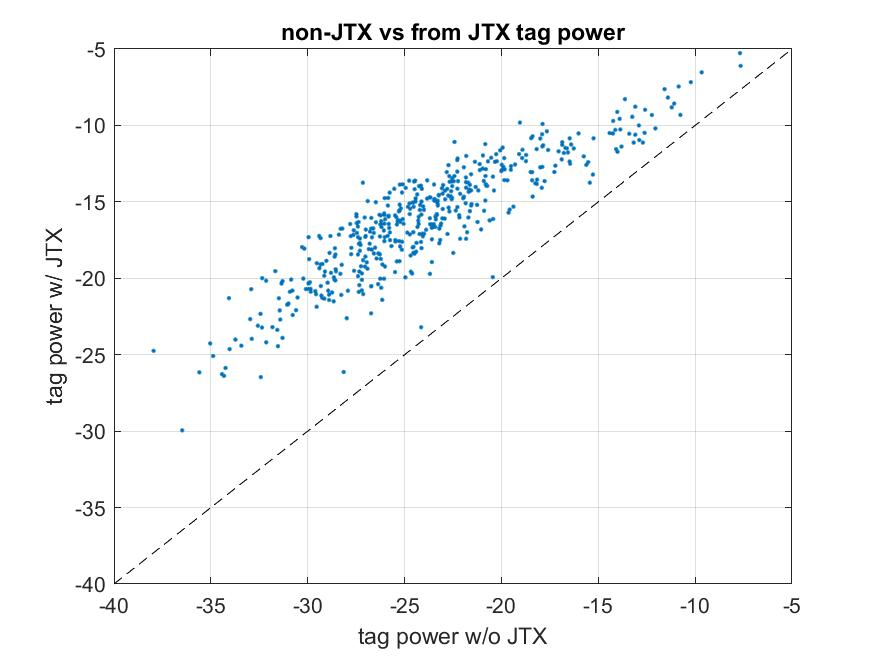 non-JTX vs from JTX tag power
-5
-10
-15
-20
-25
-30
-35
-40
tag power w/ JTX
-40 -35 -30 -25 -20 -15 -10 -5
tag power w/o JTX